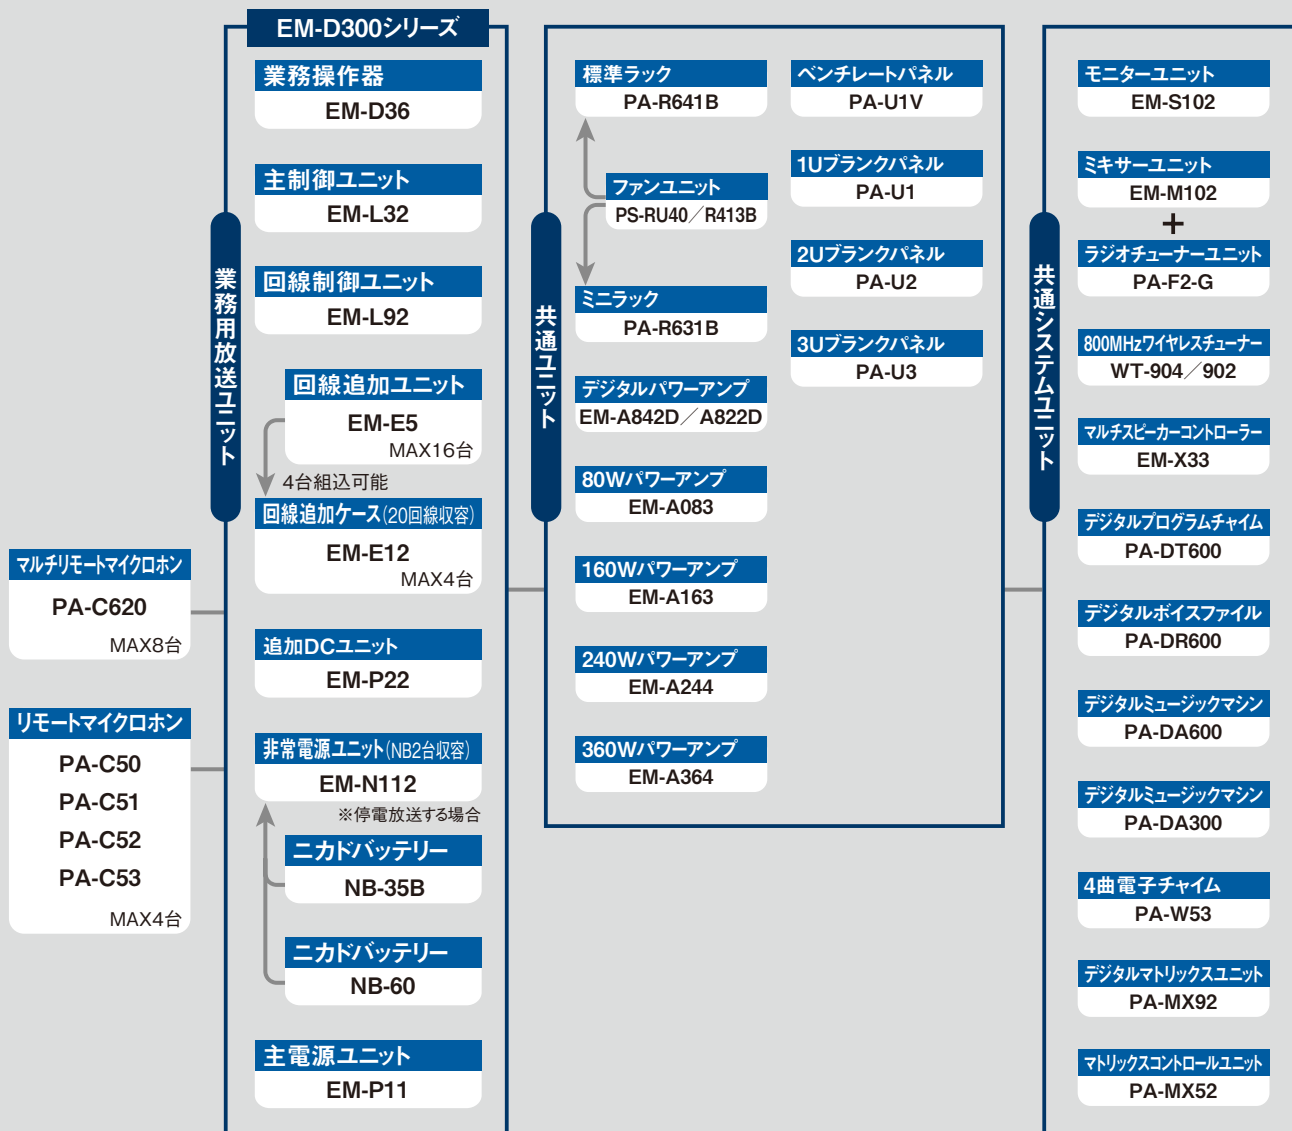 マルチリモートマイクロホン
PA-C620
MAX8台
リモートマイクロホン
PA-C50
PA-C51
PA-C52
PA-C53
MAX4台
EM-D300シリーズ
業務用放送ユニット
業務操作器
EM-D36
主制御ユニット
EM-L32
回線制御ユニット
EM-L92
回線追加ユニット
EM-E5
MAX16台
4台組込可能
回線追加ケース(20回線収容)
EM-E12
MAX4台
追加DCユニット
EM-P22
非常電源ユニット(NB2台収容)
EM-N112
※停電放送する場合
ニカドバッテリー
NB-35B
ニカドバッテリー
NB-60
主電源ユニット
EM-P11
共通ユニット
標準ラック
PA-R641B
ファンユニット
PS-RU40／R413B
ミニラック
PA-R631B
デジタルパワーアンプ
EM-A842D／A822D
80Wパワーアンプ
EM-A083
160Wパワーアンプ
EM-A163
240Wパワーアンプ
EM-A244
360Wパワーアンプ
EM-A364
ベンチレートパネル
PA-U1V
1Uブランクパネル
PA-U1
2Uブランクパネル
PA-U2
3Uブランクパネル
PA-U3
共通システムユニット
モニターユニット
EM-S102
ミキサーユニット
EM-M102
+
ラジオチューナーユニット
PA-F2-G
800MHzワイヤレスチューナー
WT-904／902
マルチスピーカーコントローラー
EM-X33
デジタルプログラムチャイム
PA-DT600
デジタルボイスファイル
PA-DR600
デジタルミュージックマシン
PA-DA600
デジタルミュージックマシン
PA-DA300
4曲電子チャイム
PA-W53
デジタルマトリックスユニット
PA-MX92
マトリックスコントロールユニット
PA-MX52